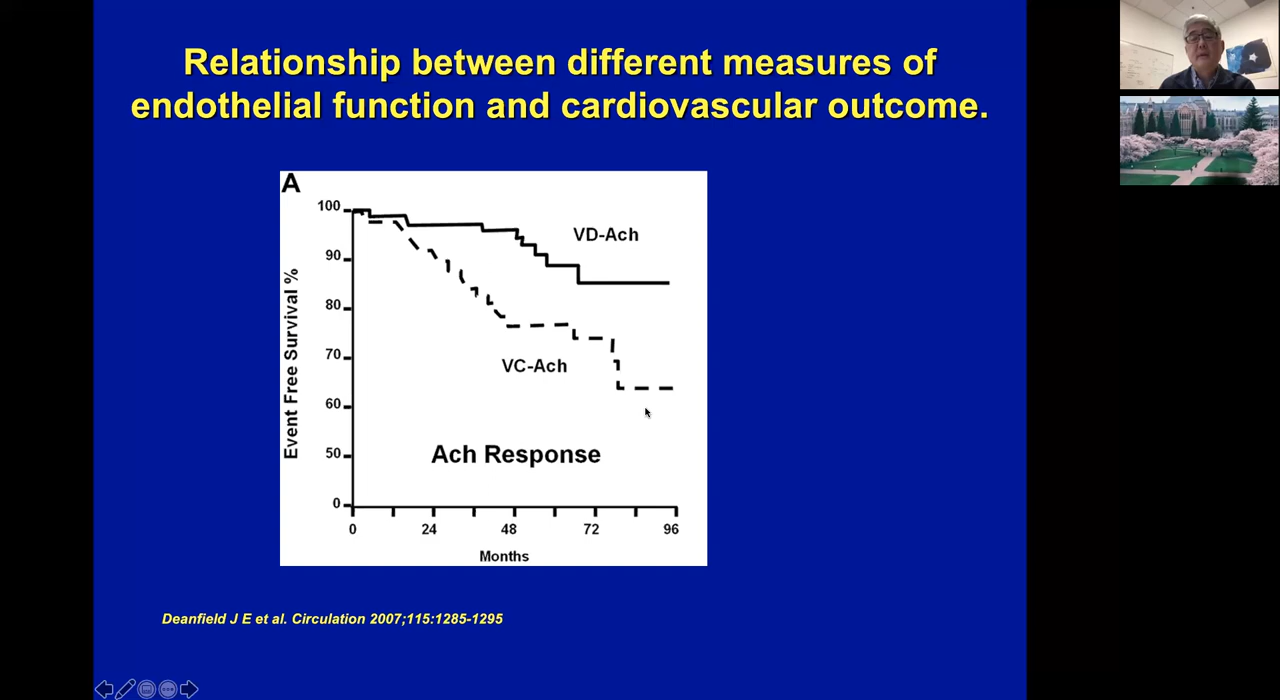 Relationship between different measures of
endothelial function and cardiovascular outcome.
A
100
90
80
70
60
50
0
Event Free Survival %
VD-Ach
VC-Ach
Ach Response
0 24 48 72 96
Months
Deanfield J E et al. Circulation 2007;115:1285-1295